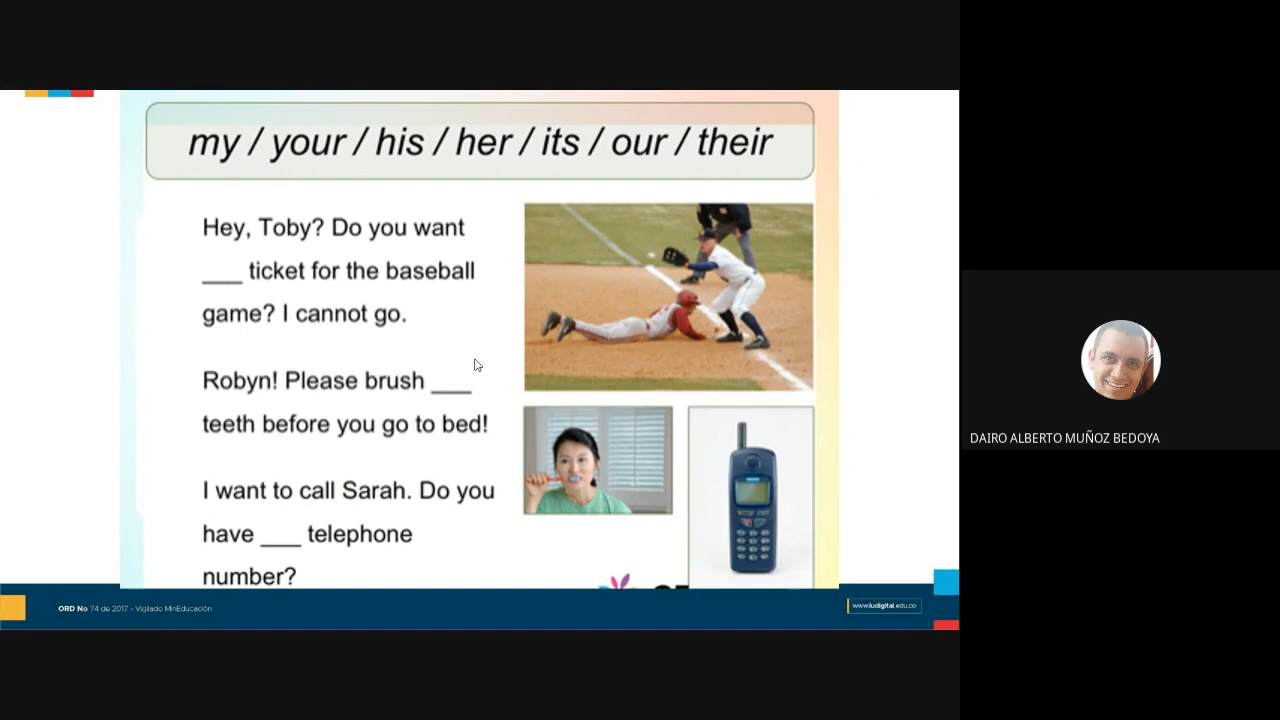 my / your / his / her / its / our / their
Hey, Toby? Do you want
___ ticket for the baseball
game? I cannot go.
Robyn! Please brush ___
teeth before you go to bed!
I want to call Sarah. Do you
have ___ telephone
number?
DAIRO ALBERTO MUÑOZ BEDOYA
ORD No 74 de 2017 - Vigilado MinEducación
www.iudigital.edu.co